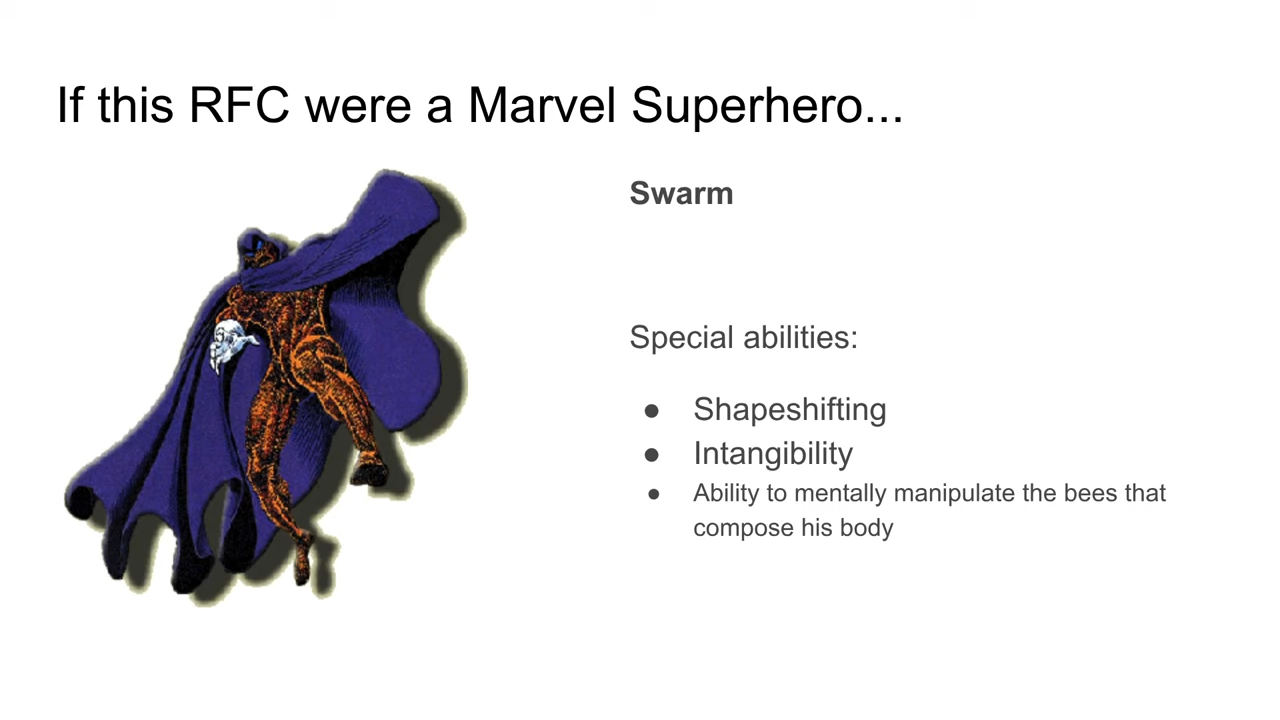 If this RFC were a Marvel Superhero...
Swarm
Special abilities:
● Shapeshifting
● Intangibility
● Ability to mentally manipulate the bees that
compose his body